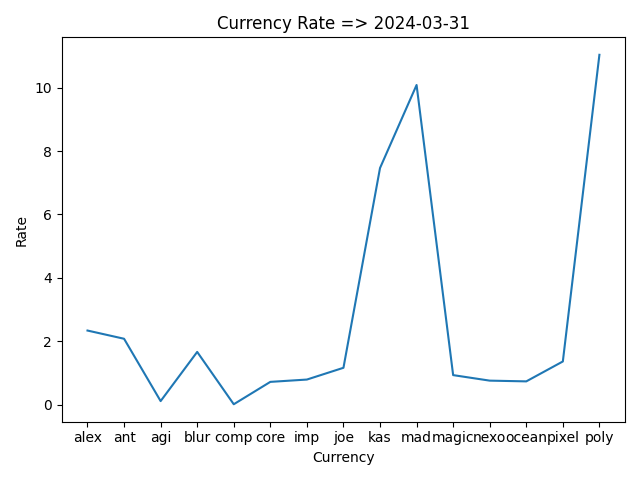 Currency Rate => 2024-03-31
Rate
10
8
6
4
2
0
alex ant agi blur comp core imp joe kas mad magic nexo ocean pixel poly
Currency